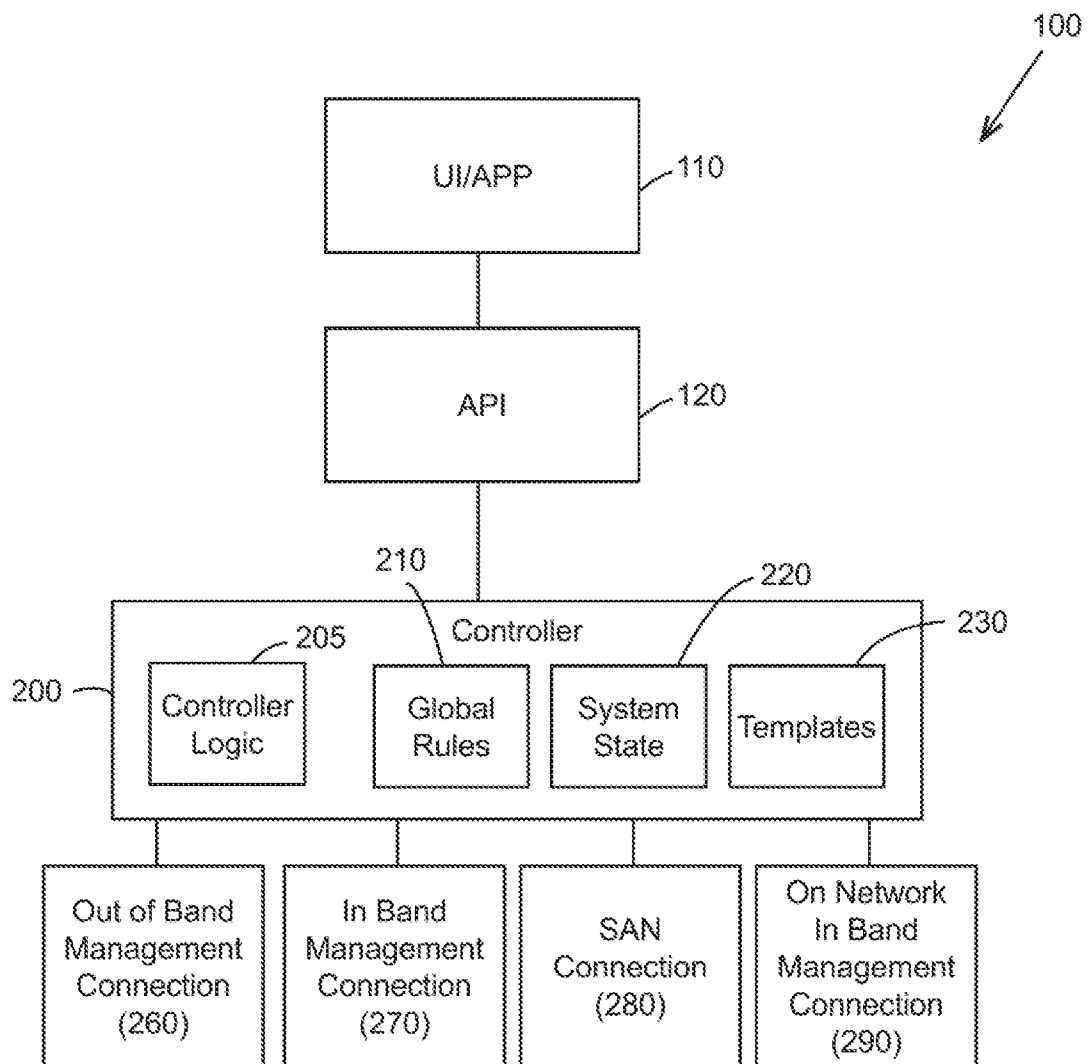 100
UI/APP
110
API
120
210
220
230
Controller
205
200
Controller
Logic
Global
Rules
System
State
Templates
Out of Band
Management
Connection
(260)
In Band
Management
Connection
(270)
SAN
Connection
(280)
On Network
In Band
Management
Connection
(290)